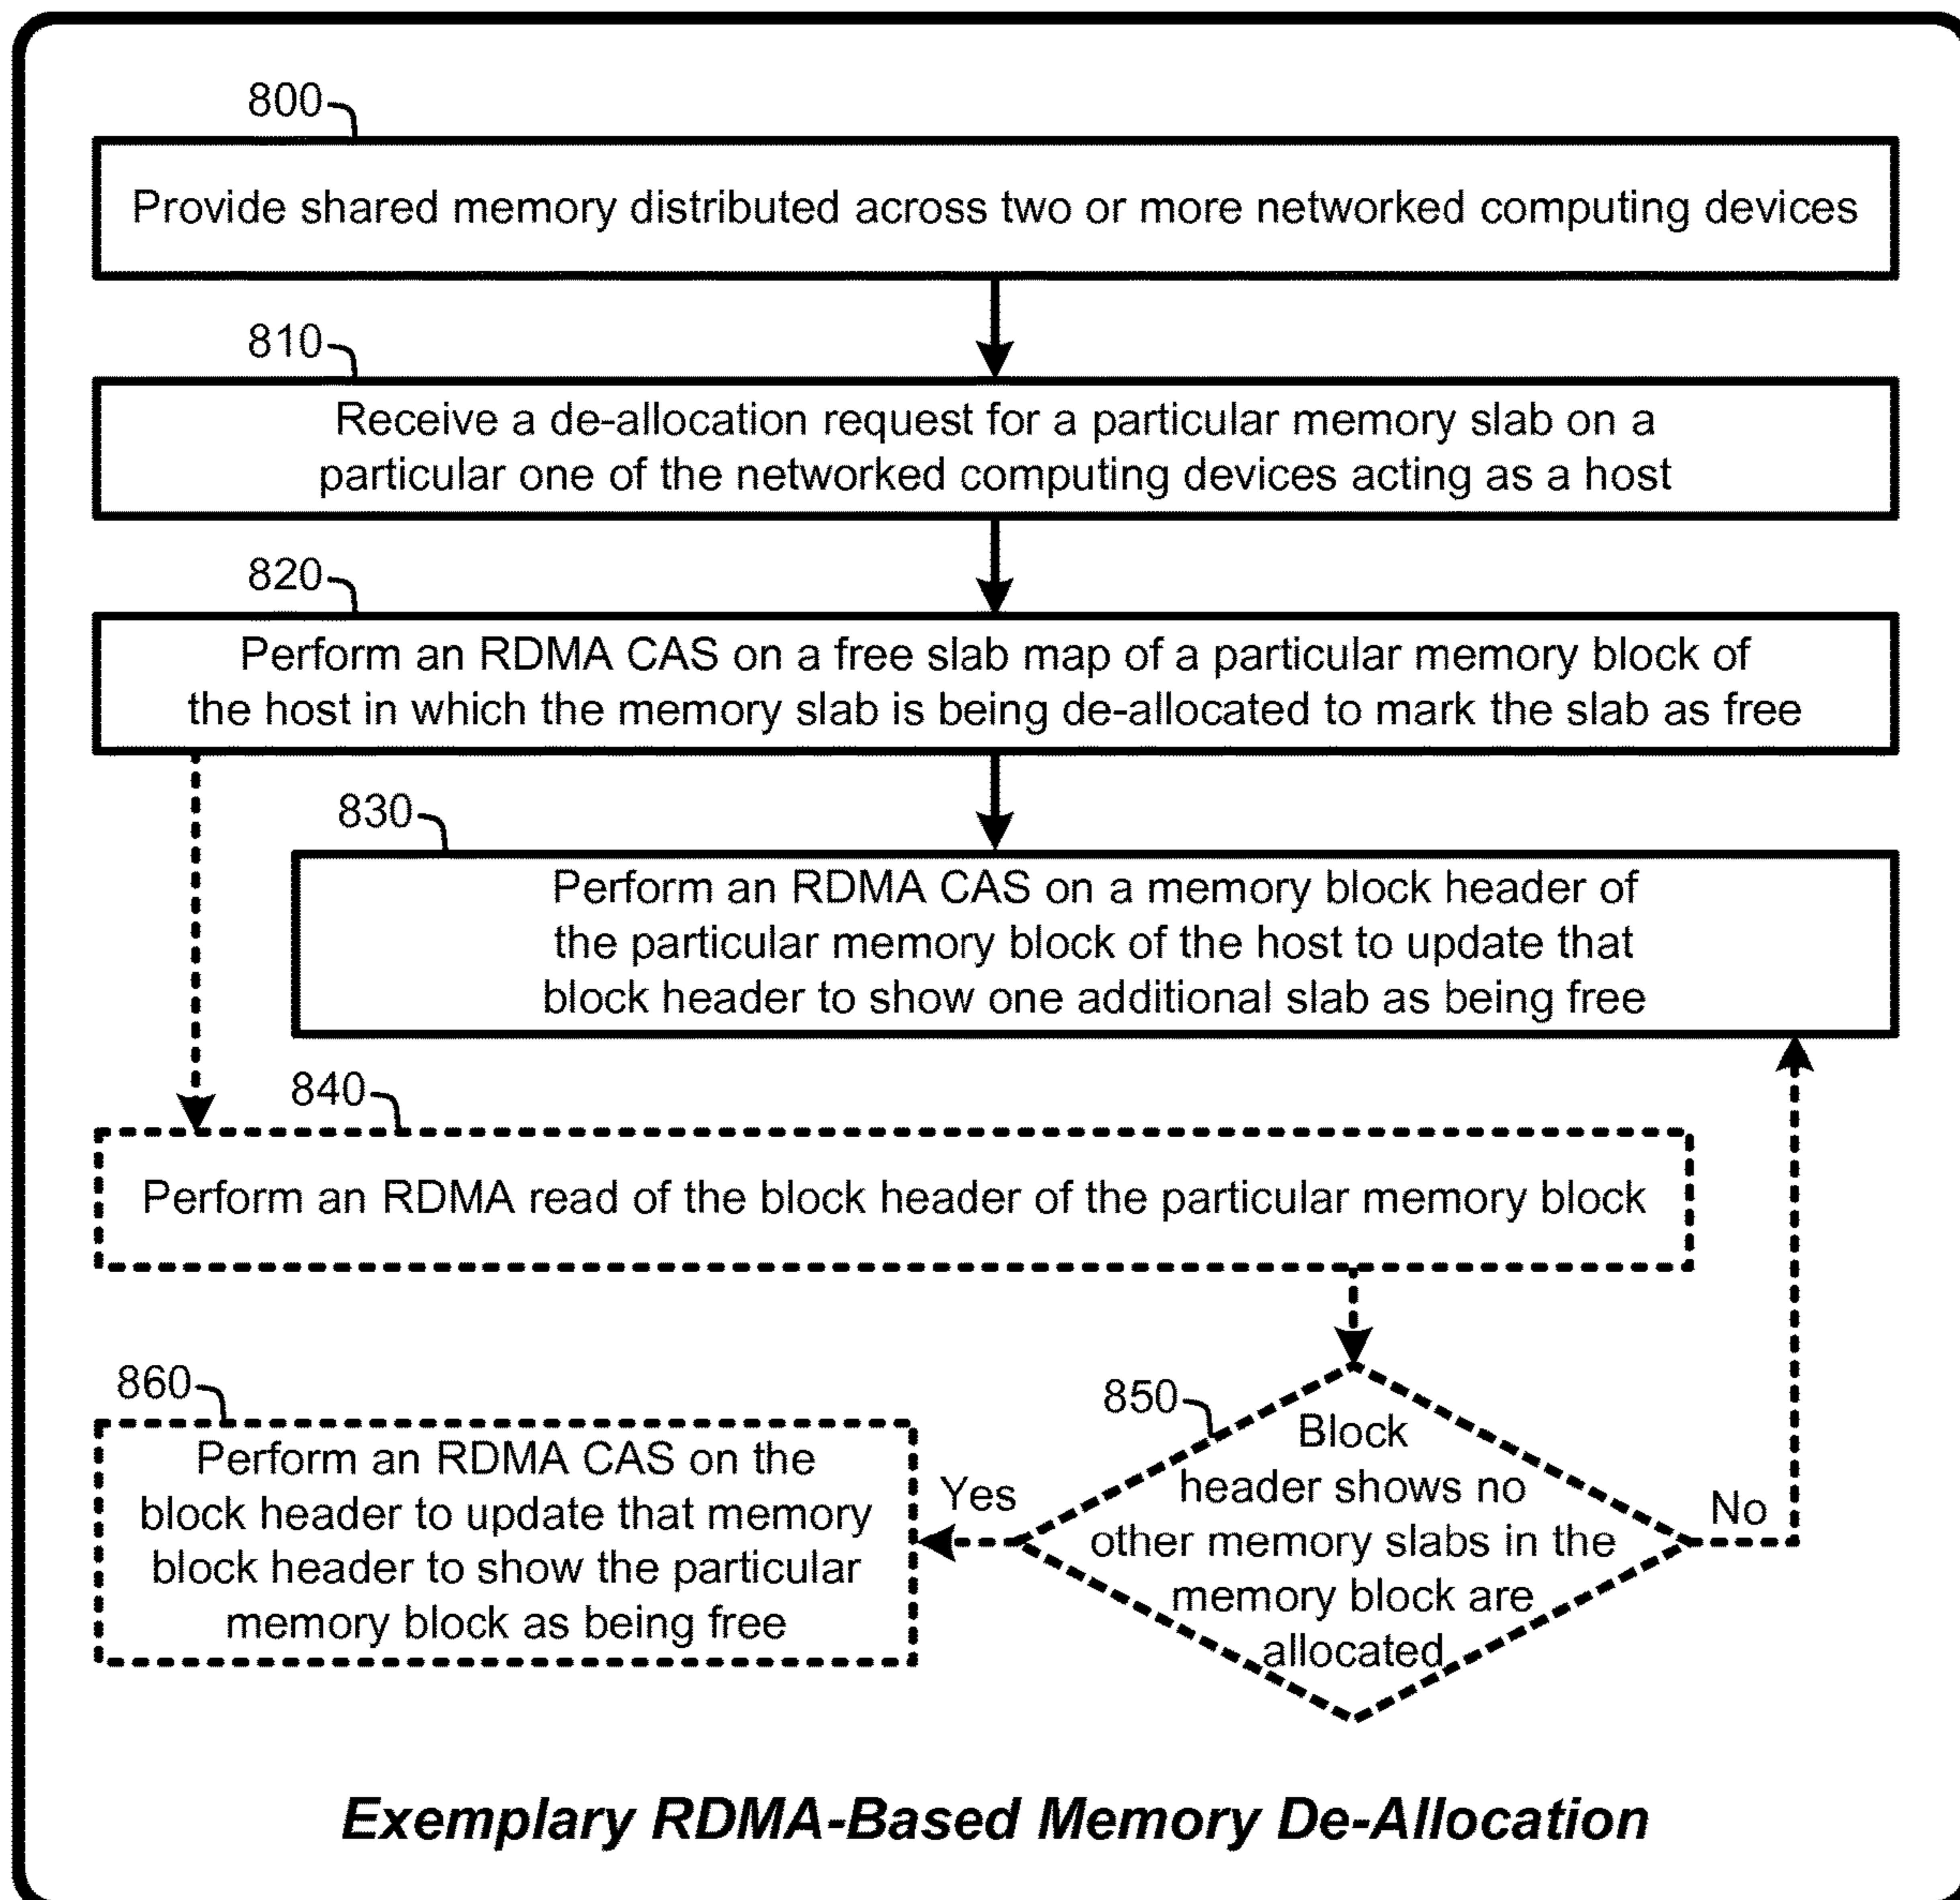 800
Provide shared memory distributed across two or more networked computing devices
810
Receive a de-allocation request for a particular memory slab on a
particular one of the networked computing devices acting as a host
820
Perform an RDMA CAS on a free slab map of a particular memory block of
the host in which the memory slab is being de-allocated to mark the slab as free
830
Perform an RDMA CAS on a memory block header of
the particular memory block of the host to update that
block header to show one additional slab as being free
840
Perform an RDMA read of the block header of the particular memory block
850
Block
header shows no
other memory slabs in the
memory block are
allocated
Yes
No
860
Perform an RDMA CAS on the
block header to update that memory
block header to show the particular
memory block as being free
Exemplary RDMA-Based Memory De-Allocation